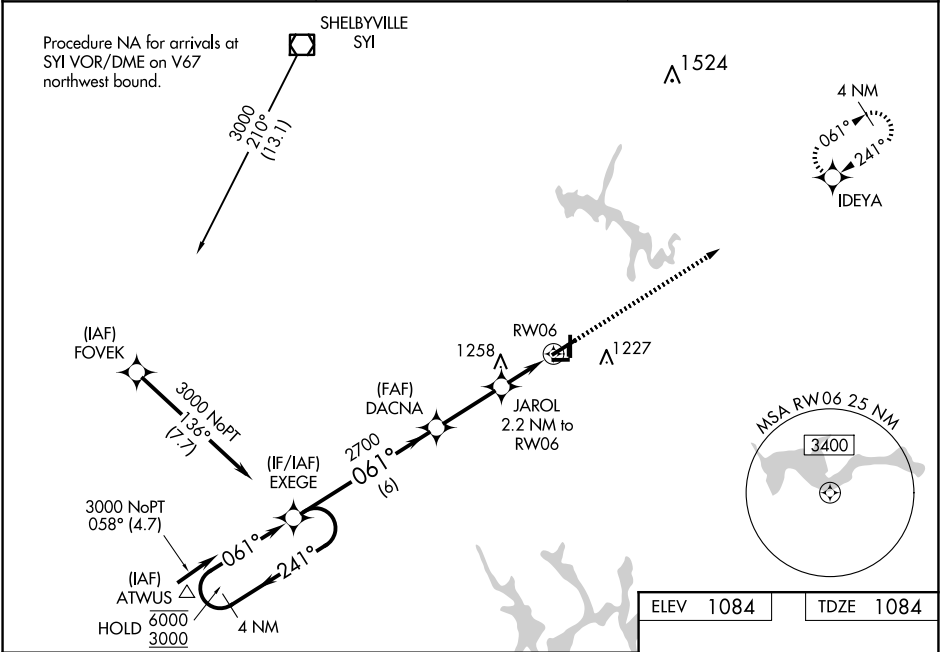 SHELBYVILLE
SYI
Procedure NA for arrivals at
SYI VOR/DME on V67
northwest bound.
1524
3000
210°
(13.1)
4 NM
061°
241°
IDEYA
(IAF)
FOVEK
3000 NoPT
136°
(7.7)
RW06
1258
1227
(FAF)
DACNA
JAROL
2.2 NM to
RW06
2700
061°
(6)
(IF/IAF)
EXEGE
3000 NoPT
058° (4.7)
061°
241°
(IAF)
ATWUS
HOLD 6000
3000
4 NM
MSA RW06 25 NM
3400
ELEV 1084
TDZE 1084